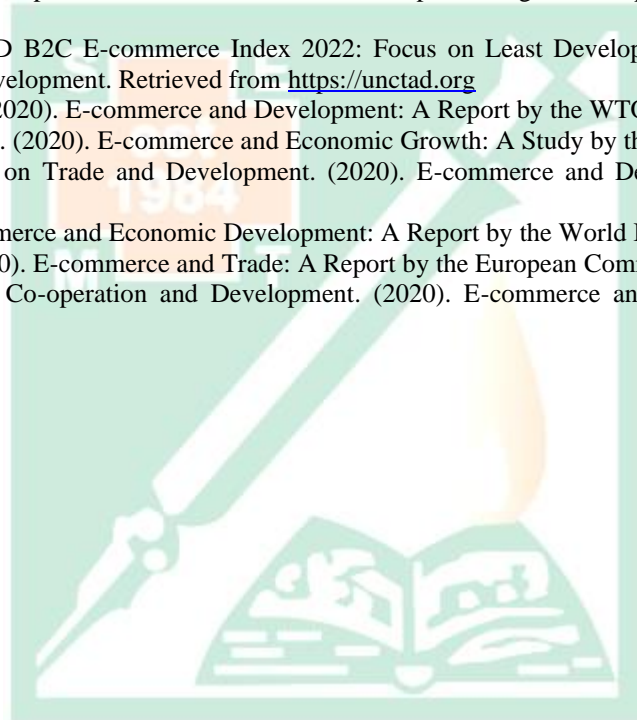 D B2C E-commerce Index 2022: Focus on Least Develop
velopment. Retrieved from https://unctad.org
2020). E-commerce and Development: A Report by the WTO
. (2020). E-commerce and Economic Growth: A Study by th
on Trade and Development. (2020). E-commerce and De
merce and Economic Development: A Report by the World
0). E-commerce and Trade: A Report by the European Com
Co-operation and Development. (2020). E-commerce an
S E
1984
M T